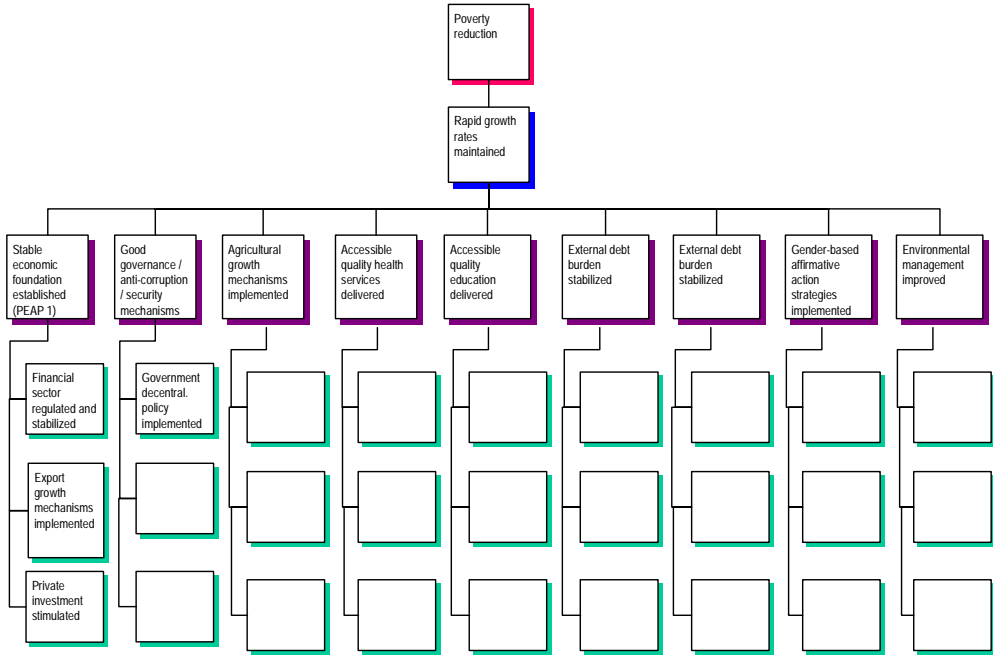 Poverty
reduction
Rapid growth
rates
maintained
Stable
economic
foundation
established
(PEAP 1)
Good
governance /
anti-corruption
/ security
mechanisms
Agricultural
growth
mechanisms
implemented
Accessible
quality health
services
delivered
Accessible
quality
education
delivered
External debt
burden
stabilized
External debt
burden
stabilized
Gender-based
affirmative
action
strategies
implemented
Environmental
management
improved
Financial
sector
regulated and
stabilized
Government
decentral.
policy
implemented
Export
growth
mechanisms
implemented
Private
investment
stimulated